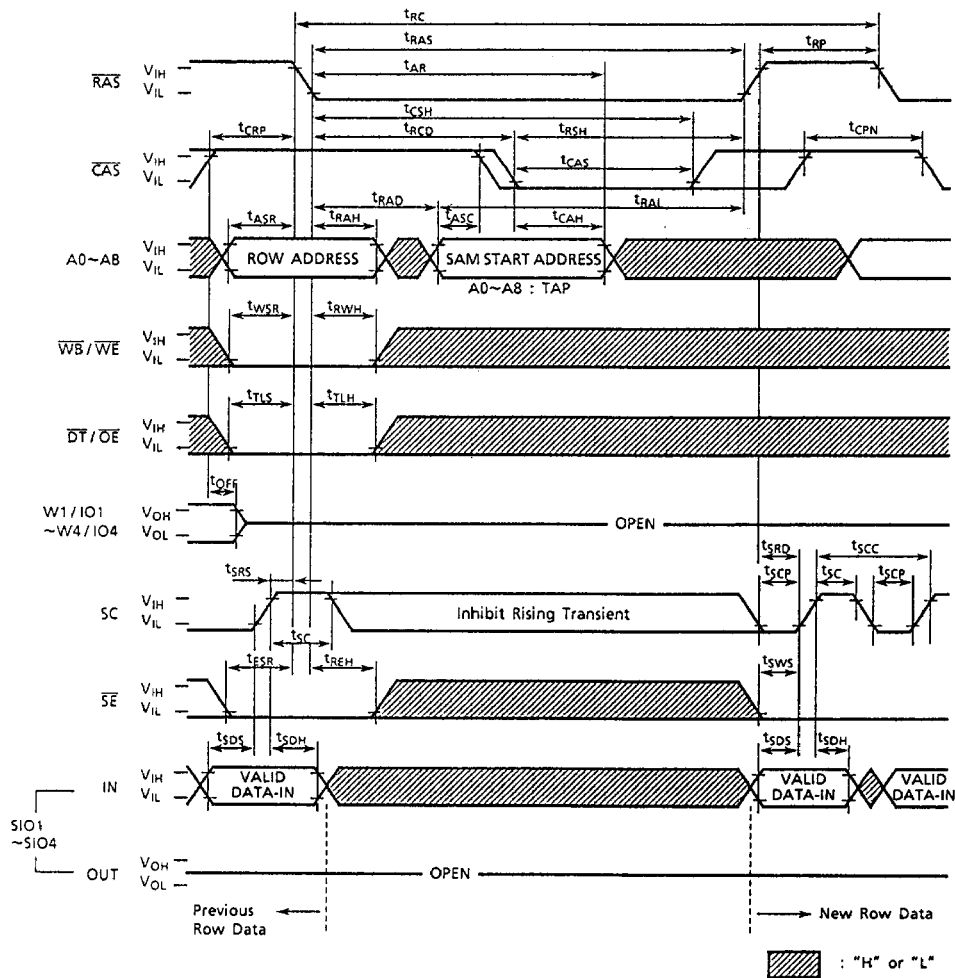 tRC
tRAS
tRP
tAR
RAS VIH
VIL
tCSH
tCRP tRCD tRSH tCPN
CAS VIH
VIL
tCAS
tRAD tRAL
tASR tRAH tASC tCAH
A0~A8 VIH
VIL
ROW ADDRESS SAM START ADDRESS
A0~A8 : TAP
tWSR tRWH
WB/WE VIH
VIL
tTLS tTLH
DT/OE VIH
VIL
tOFF
W1/IO1
~W4/IO4
VOH
VOL
OPEN
tSRD tSCC
tSRS tSCP tSC tSCP
SC VIH
VIL
Inhibit Rising Transient
tSC
tESR tREH tSWS
SE VIH
VIL
tSDS tSDH tSDS tSDH
IN VIH
VIL
VALID
DATA-IN
VALID
DATA-IN
VALID
DATA-IN
SIO1
~SIO4
OUT VOH
VOL
OPEN
Previous
Row Data
New Row Data
: "H" or "L"